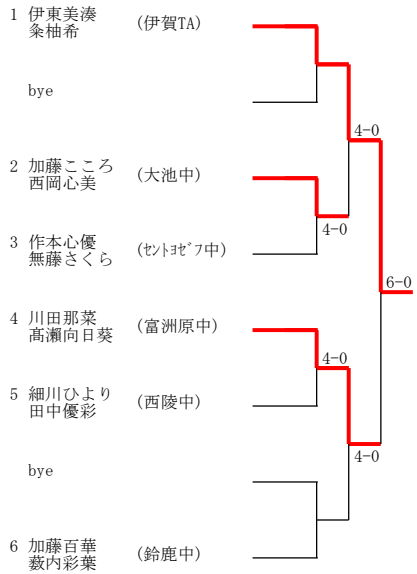 1 伊東美湊 (伊賀TA)
粂柚希
bye
4-0
2 加藤こころ (大池中)
西岡心美
4-0
3 作本心優 (ｾﾝﾄﾖｾﾞﾌ中)
無藤さくら
6-0
4 川田那菜 (富洲原中)
髙瀬向日葵
4-0
5 細川ひより (西陵中)
田中優彩
4-0
bye
6 加藤百華 (鈴鹿中)
薮内彩葉